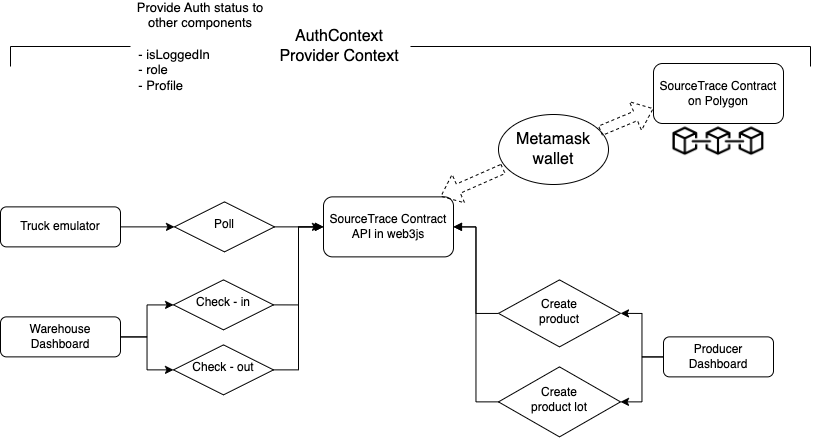 Provide Auth status to
other components
- isLoggedIn
- role
- Profile
AuthContext
Provider Context
SourceTrace Contract
on Polygon
Metamask
wallet
Truck emulator
Poll
SourceTrace Contract
API in web3js
Check - in
Warehouse
Dashboard
Check - out
Create
product
Producer
Dashboard
Create
product lot